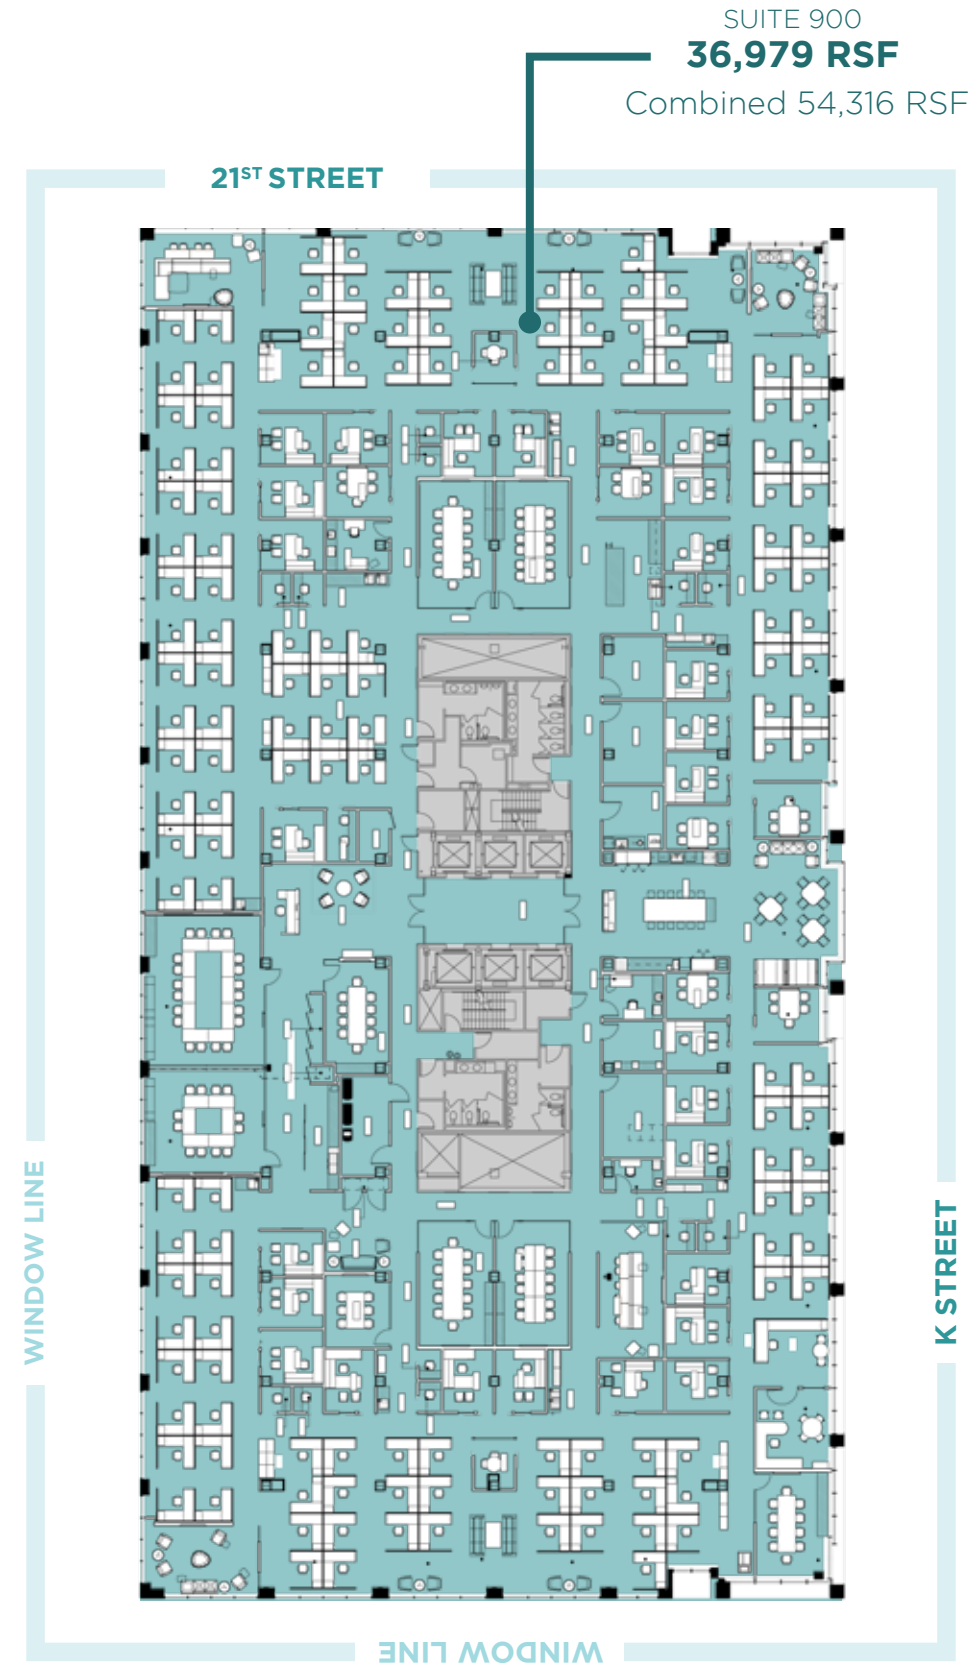 SUITE 900
36,979 RSF
Combined 54,316 RSF
21ST STREET
WINDOW LINE
K STREET
WINDOW LINE